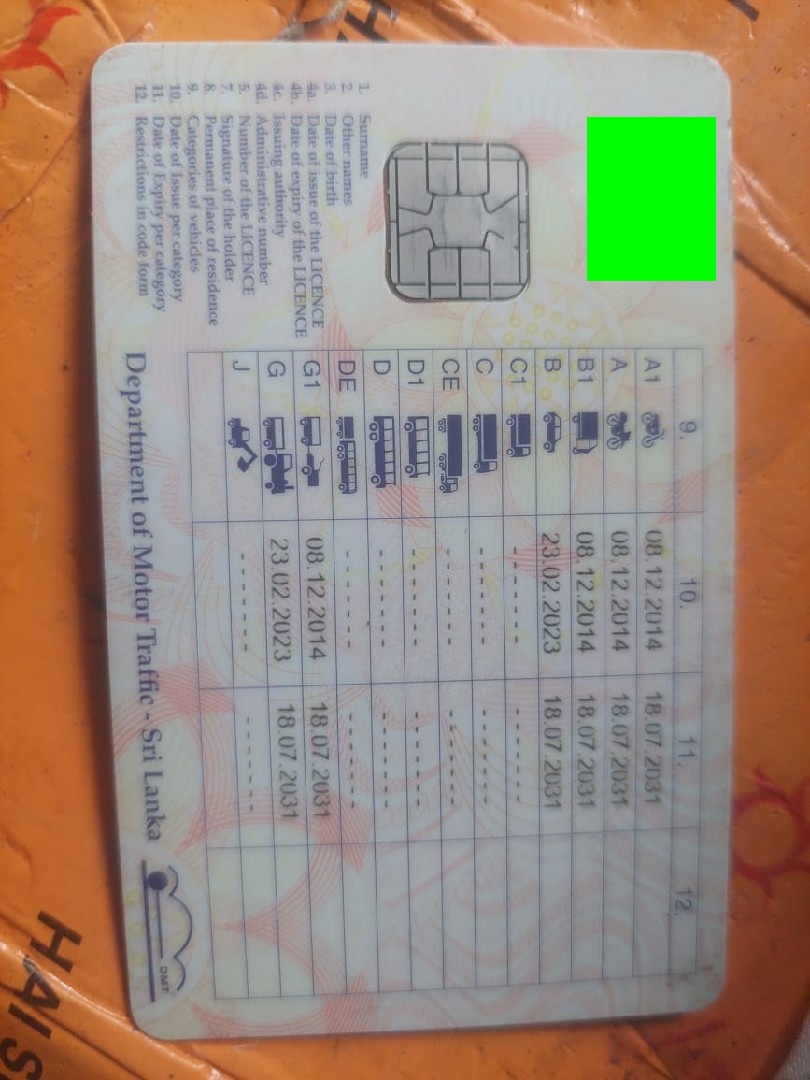 1. Surname
2. Other names
3. Date of birth
4a. Date of issue of the LICENCE
4b. Date of expiry of the LICENCE
4c. Issuing authority
4d. Administrative number
5. Number of the LICENCE
7. Signature of the holder
8. Permanent place of residence
9. Categories of vehicles
10. Date of Issue per category
11. Date of Expiry per category
12. Restrictions in code form
9. 10. 11. 12.
A1 08.12.2014 18.07.2031
A 08.12.2014 18.07.2031
B1 08.12.2014 18.07.2031
B 23.02.2023 18.07.2031
C1 ------- -------
C ------- -------
CE ------- -------
D1 ------- -------
D ------- -------
DE ------- -------
G1 08.12.2014 18.07.2031
G 23.02.2023 18.07.2031
J ------- -------
Department of Motor Traffic - Sri Lanka
DMT